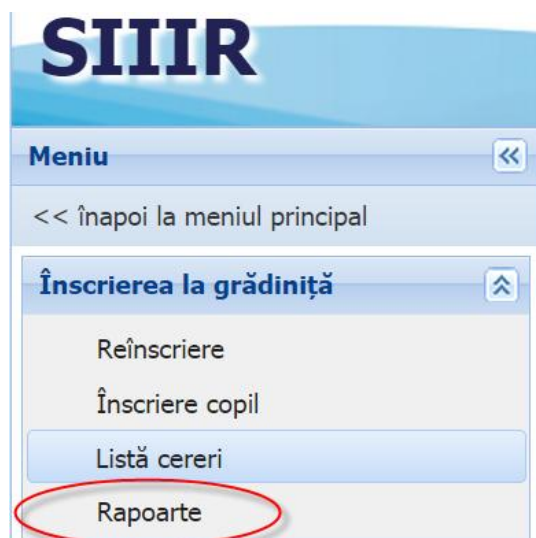 SIIIR
Meniu
<< înapoi la meniul principal
Înscrierea la grădiniță
Reînscriere
Înscriere copil
Listă cereri
Rapoarte